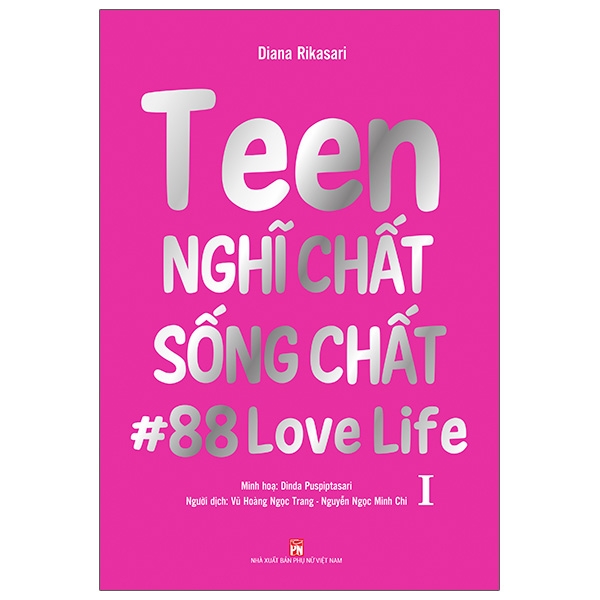 Diana Rikasari
Teen
NGHĨ CHẤT
SỐNG CHẤT
#88 Love Life
Minh hoạ: Dinda Puspiptasari
Người dịch: Vũ Hoàng Ngọc Trang - Nguyễn Ngọc Minh Chi
I
PN
NHÀ XUẤT BẢN PHỤ NỮ VIỆT NAM